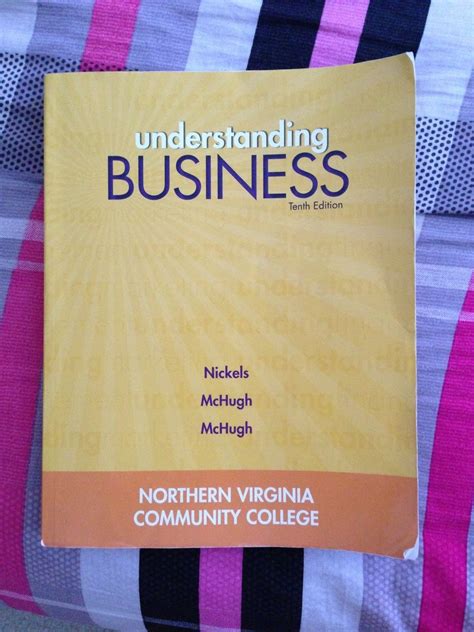 understanding
BUSINESS
Tenth Edition
Nickels
McHugh
McHugh
NORTHERN VIRGINIA
COMMUNITY COLLEGE